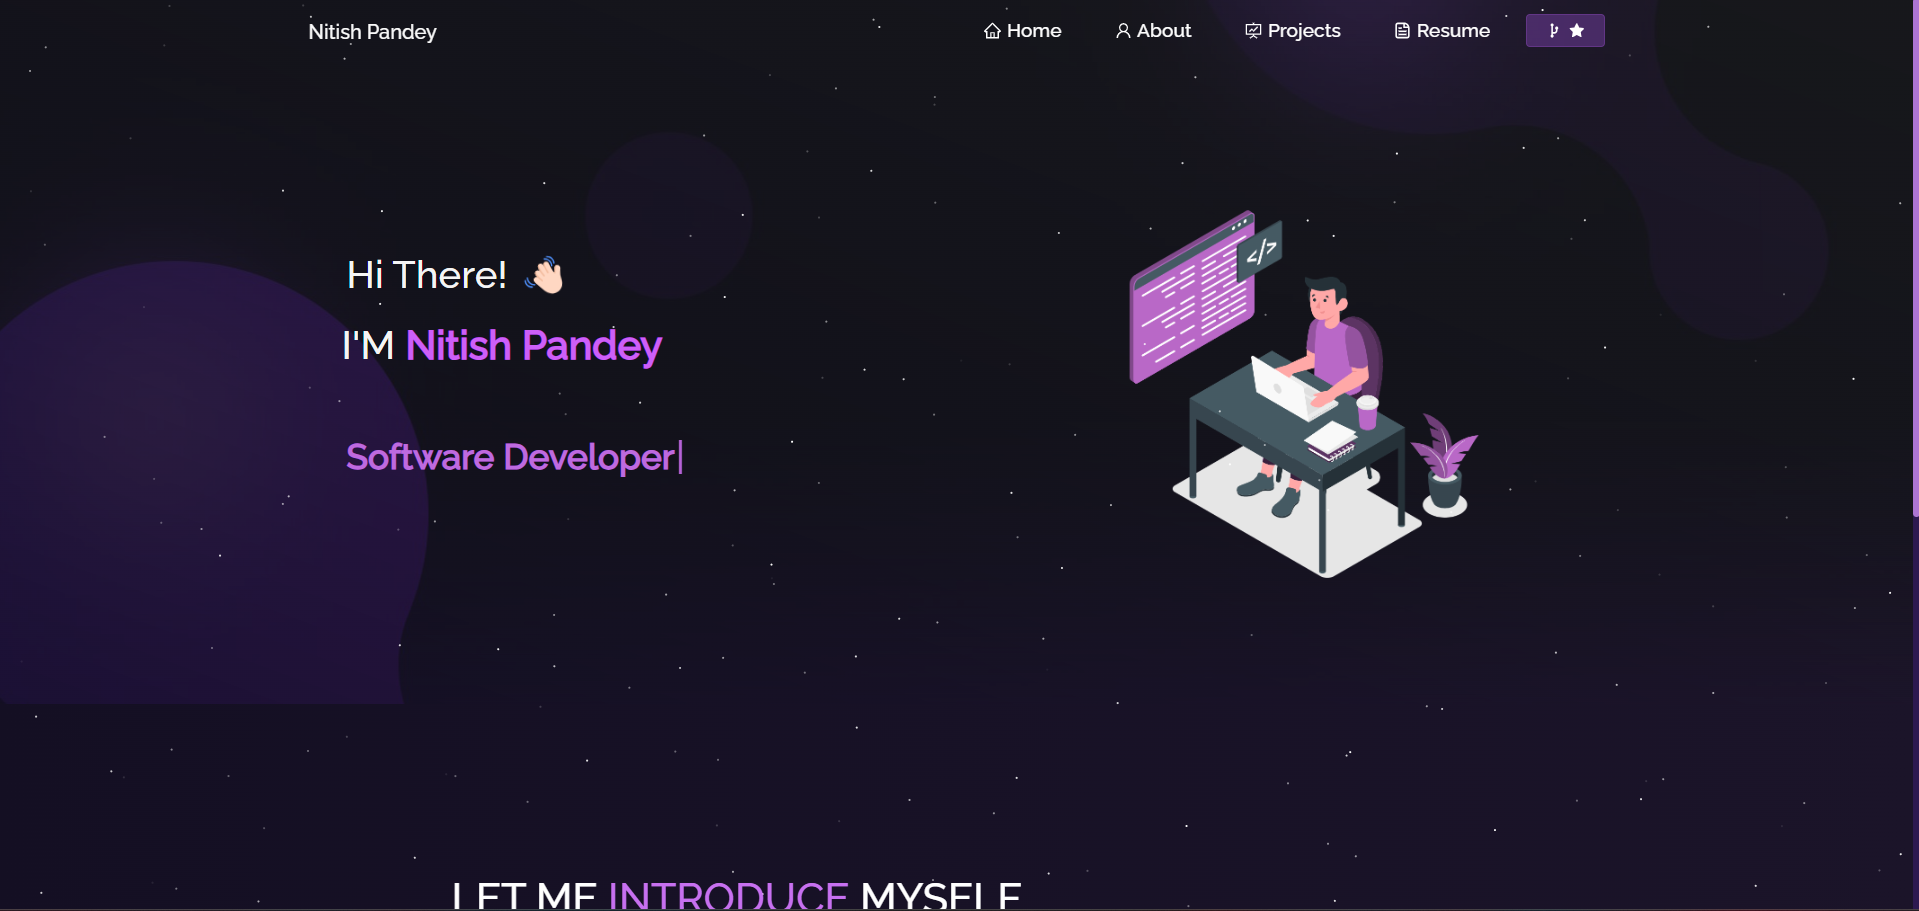 Nitish Pandey
Home
About
Projects
Resume
Hi There! 👋🏻
I'M Nitish Pandey
</>
Software Developer|
LET ME INTRODUCE MYSELF